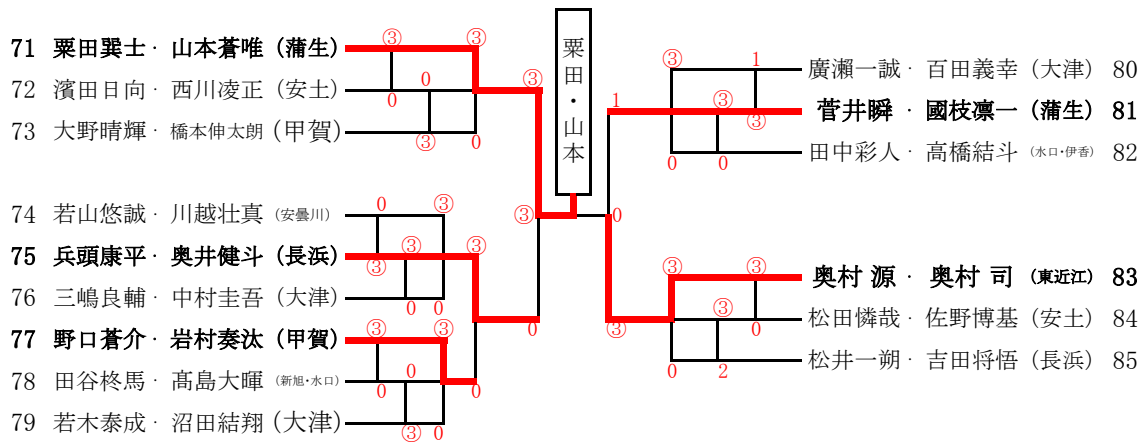 71 粟田巽士・山本蒼唯（蒲生）
72 濱田日向・西川凌正（安土）
73 大野晴輝・橋本伸太朗（甲賀）
74 若山悠誠・川越壮真（安曇川）
75 兵頭康平・奥井健斗（長浜）
76 三嶋良輔・中村圭吾（大津）
77 野口蒼介・岩村奏汰（甲賀）
78 田谷柊馬・髙島大暉（新旭・水口）
79 若木泰成・沼田結翔（大津）
③ ③
0 0
③ 0
③
0 ③
③ ③ ③
0 0
③ ③
0 0 0
③ 0
③
0
粟田・山本
③ 1
1 ③ ③
0 0
0
③ ③
③ ③ 0
0 2
廣瀬一誠・百田義幸（大津） 80
菅井瞬・國枝凛一（蒲生） 81
田中彩人・高橋結斗（水口・伊香） 82
奥村 源・奥村 司（東近江） 83
松田憐哉・佐野博基（安土） 84
松井一朔・吉田将悟（長浜） 85